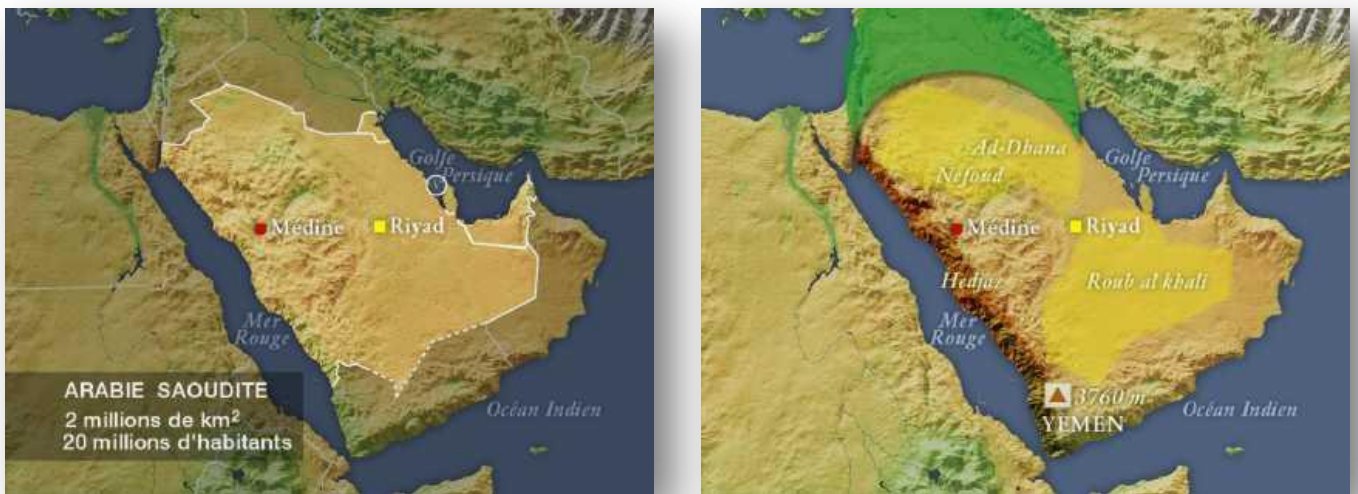 Golfe
Persique
Médine
Riyad
Mer
Rouge
ARABIE SAOUDITE
2 millions de km²
20 millions d'habitants
Océan Indien
Ad-Dhana
Nefoud
Golfe
Persique
Médine
Riyad
Hedjaz
Roub al khali
Mer
Rouge
3760 m
YEMEN
Océan Indien